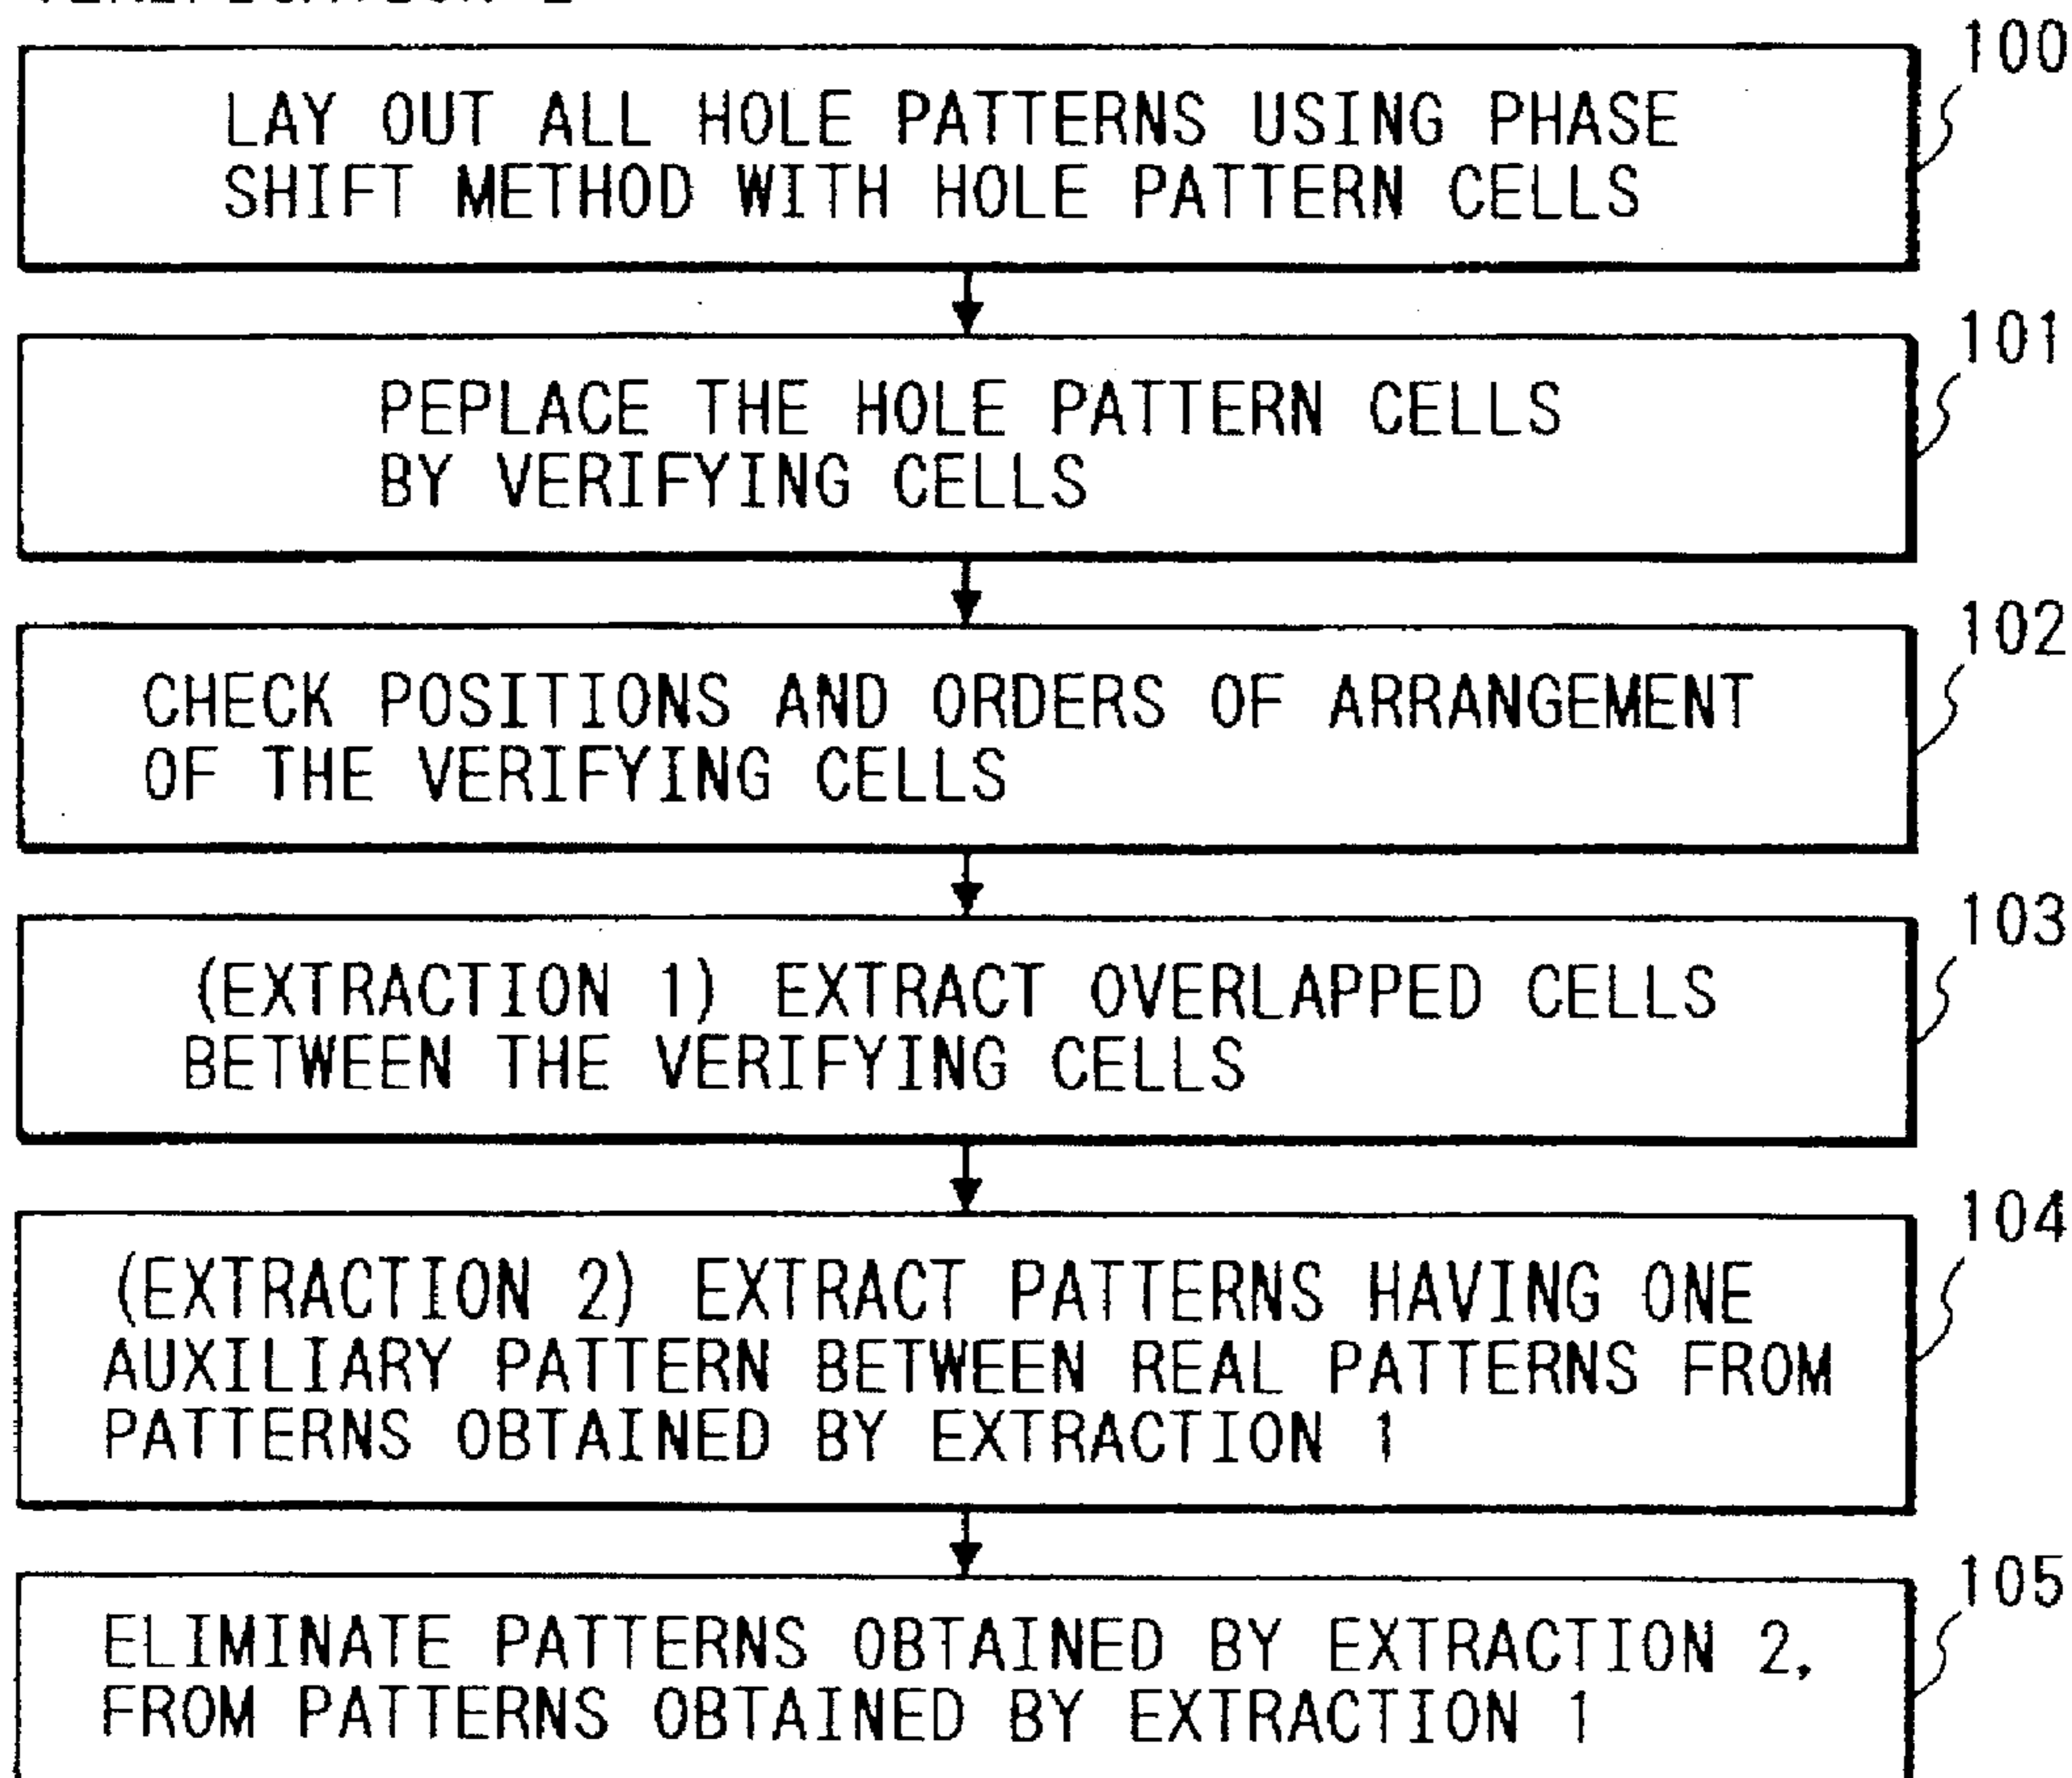 100
LAY OUT ALL HOLE PATTERNS USING PHASE
SHIFT METHOD WITH HOLE PATTERN CELLS
101
PEPLACE THE HOLE PATTERN CELLS
BY VERIFYING CELLS
102
CHECK POSITIONS AND ORDERS OF ARRANGEMENT
OF THE VERIFYING CELLS
103
(EXTRACTION 1) EXTRACT OVERLAPPED CELLS
BETWEEN THE VERIFYING CELLS
104
(EXTRACTION 2) EXTRACT PATTERNS HAVING ONE
AUXILIARY PATTERN BETWEEN REAL PATTERNS FROM
PATTERNS OBTAINED BY EXTRACTION 1
105
ELIMINATE PATTERNS OBTAINED BY EXTRACTION 2,
FROM PATTERNS OBTAINED BY EXTRACTION 1